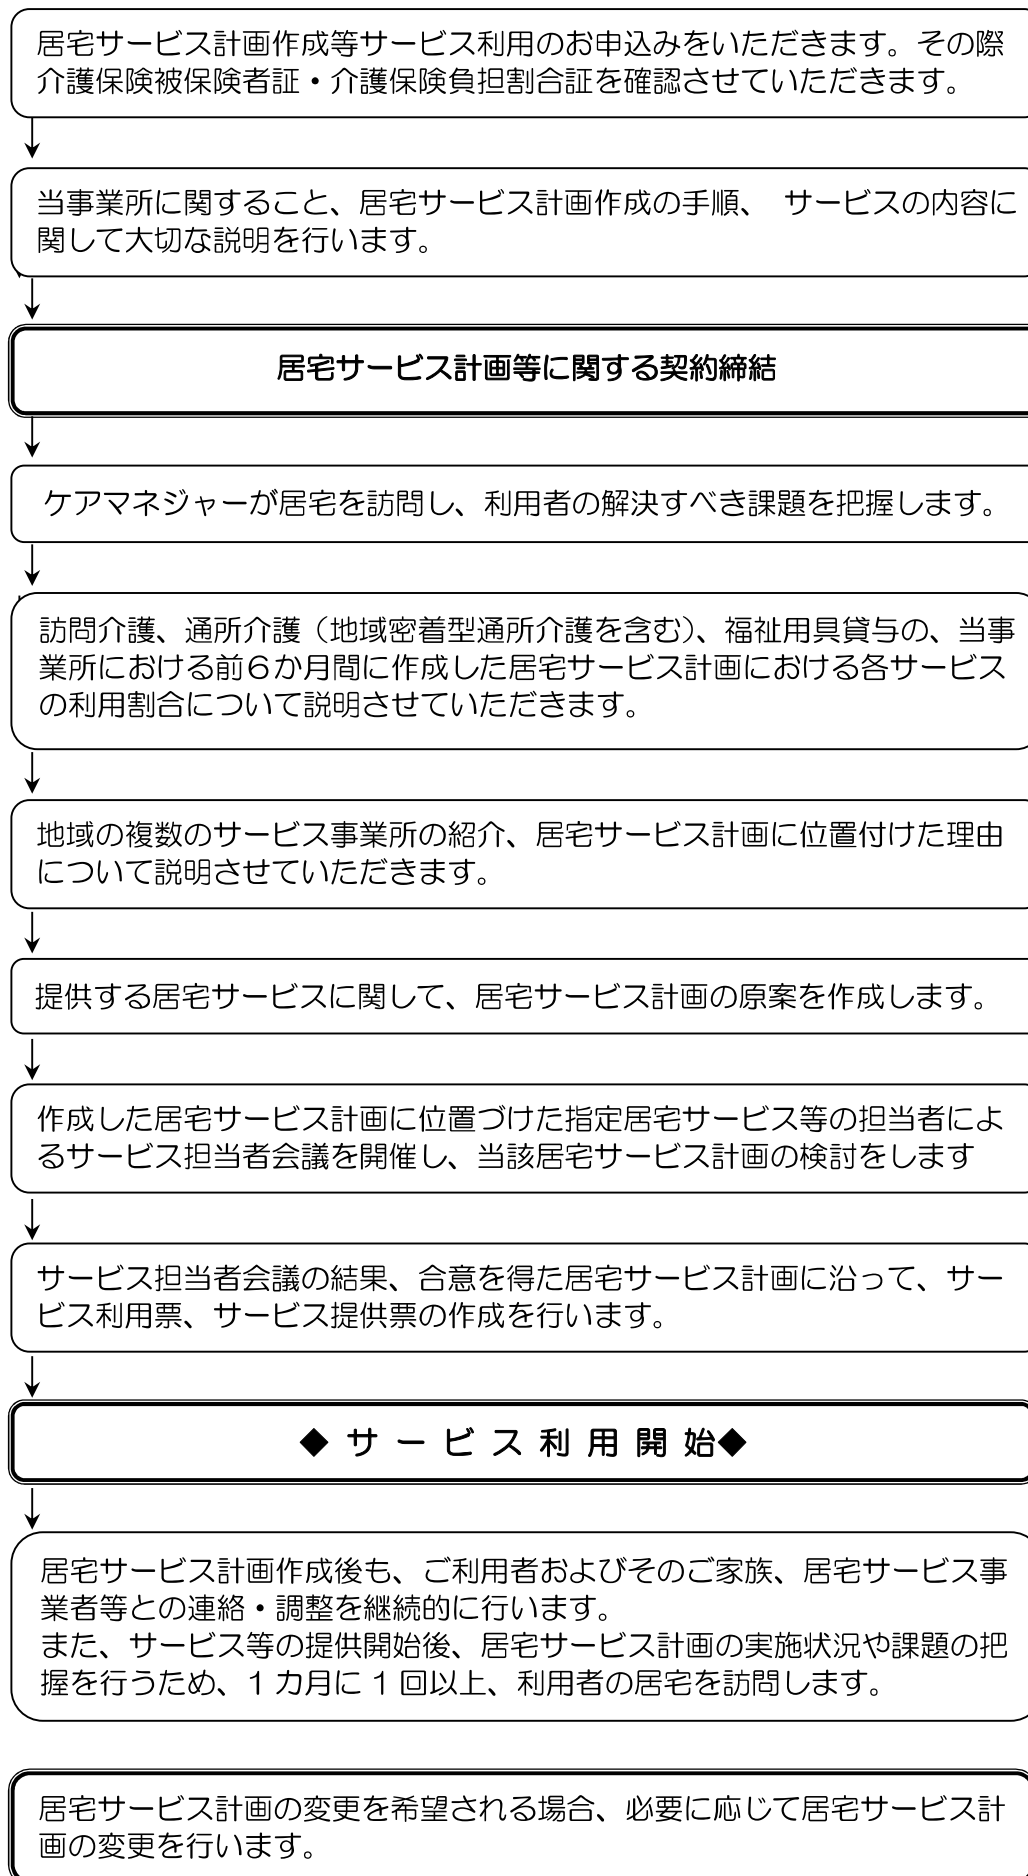 居宅サービス計画作成等サービス利用のお申込みをいただきます。その際
介護保険被保険者証・介護保険負担割合証を確認させていただきます。
当事業所に関すること、居宅サービス計画作成の手順、　サービスの内容に
関して大切な説明を行います。
居宅サービス計画等に関する契約締結
ケアマネジャーが居宅を訪問し、利用者の解決すべき課題を把握します。
訪問介護、通所介護（地域密着型通所介護を含む）、福祉用具貸与の、当事
業所における前６か月間に作成した居宅サービス計画における各サービス
の利用割合について説明させていただきます。
地域の複数のサービス事業所の紹介、居宅サービス計画に位置付けた理由
について説明させていただきます。
提供する居宅サービスに関して、居宅サービス計画の原案を作成します。
作成した居宅サービス計画に位置づけた指定居宅サービス等の担当者によ
るサービス担当者会議を開催し、当該居宅サービス計画の検討をします
サービス担当者会議の結果、合意を得た居宅サービス計画に沿って、サー
ビス利用票、サービス提供票の作成を行います。
◆ サ ー ビ ス 利 用 開 始◆
居宅サービス計画作成後も、ご利用者およびそのご家族、居宅サービス事
業者等との連絡・調整を継続的に行います。
また、サービス等の提供開始後、居宅サービス計画の実施状況や課題の把
握を行うため、1 カ月に 1 回以上、利用者の居宅を訪問します。
居宅サービス計画の変更を希望される場合、必要に応じて居宅サービス計
画の変更を行います。